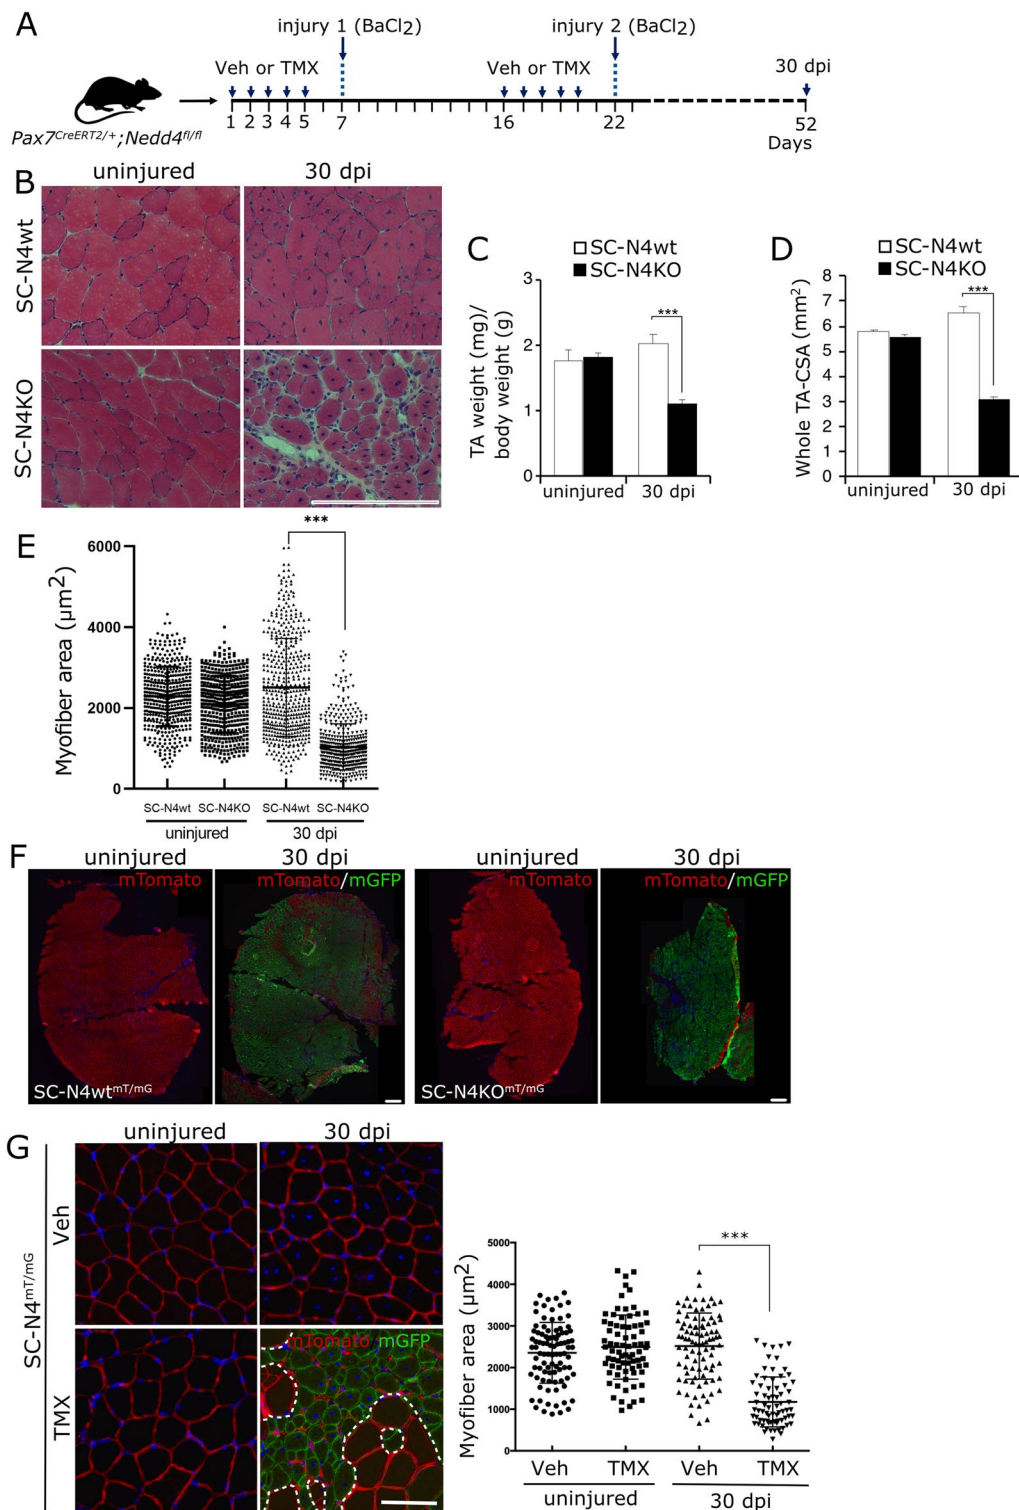 A
injury 1 (BaCl2)
injury 2 (BaCl2)
Veh or TMX
Veh or TMX
30 dpi
1 2 3 4 5 7 16 22 52
Days
Pax7CreERT2/+;Nedd4fl/fl
B
uninjured 30 dpi
SC-N4wt
SC-N4KO
C
SC-N4wt
SC-N4KO
TA weight (mg)/
body weight (g)
3
2
1
0
***
uninjured 30 dpi
D
SC-N4wt
SC-N4KO
Whole TA-CSA (mm2)
8
7
6
5
4
3
2
1
0
***
uninjured 30 dpi
E
Myofiber area (µm2)
6000
4000
2000
0
***
SC-N4wt SC-N4KO SC-N4wt SC-N4KO
uninjured 30 dpi
F
uninjured 30 dpi uninjured 30 dpi
mTomato mTomato/mGFP mTomato mTomato/mGFP
SC-N4wtmT/mG SC-N4KOmT/mG
G
uninjured 30 dpi
SC-N4mT/mG
Veh
TMX
mTomato mGFP
Myofiber area (µm2)
5000
4000
3000
2000
1000
0
***
Veh TMX Veh TMX
uninjured 30 dpi